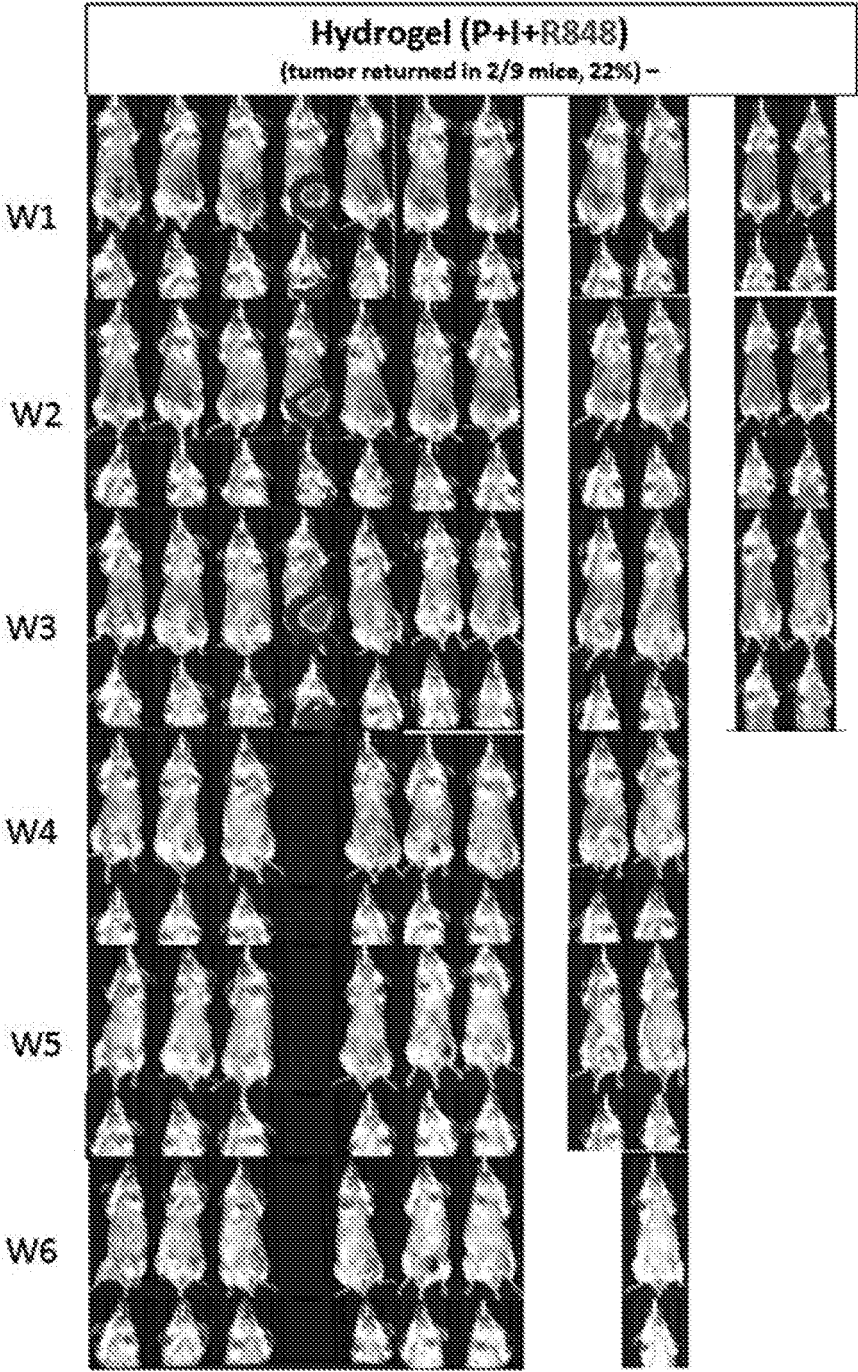 Hydrogel (P+I+R848)
(tumor returned in 2/9 mice, 22%) –
W1
W2
W3
W4
W5
W6